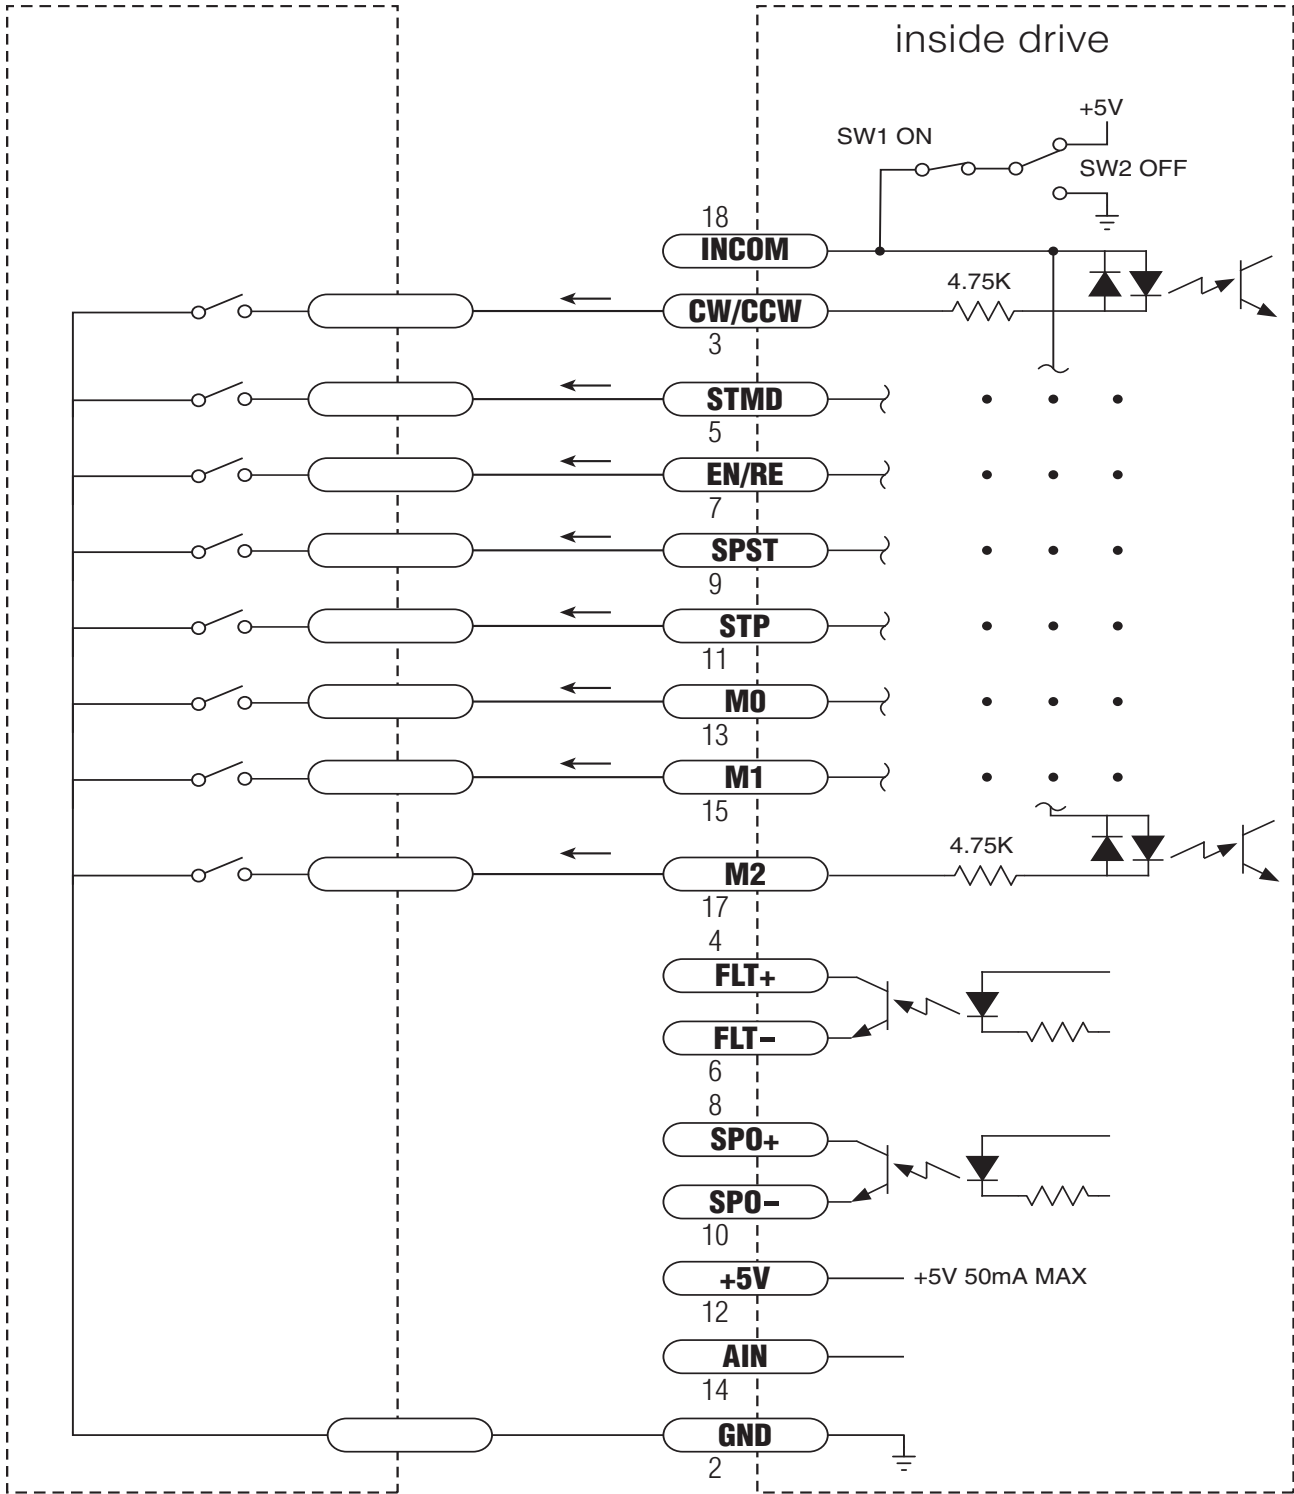 inside drive
+5V
SW1 ON
SW2 OFF
18
INCOM
4.75K
CW/CCW
3
STMD
5
EN/RE
7
SPST
9
STP
11
M0
13
M1
15
4.75K
M2
17
4
FLT+
FLT−
6
8
SPO+
SPO−
10
+5V
+5V 50mA MAX
12
AIN
14
GND
2